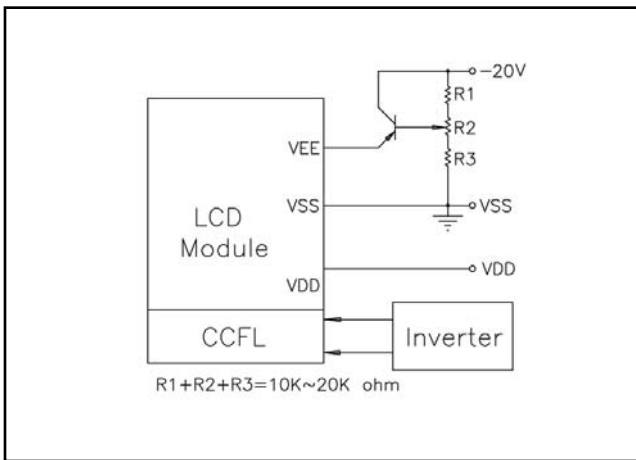 −20V
R1
R2
R3
VEE
VSS
VSS
LCD
Module
VDD
VDD
CCFL
Inverter
R1+R2+R3=10K~20K ohm